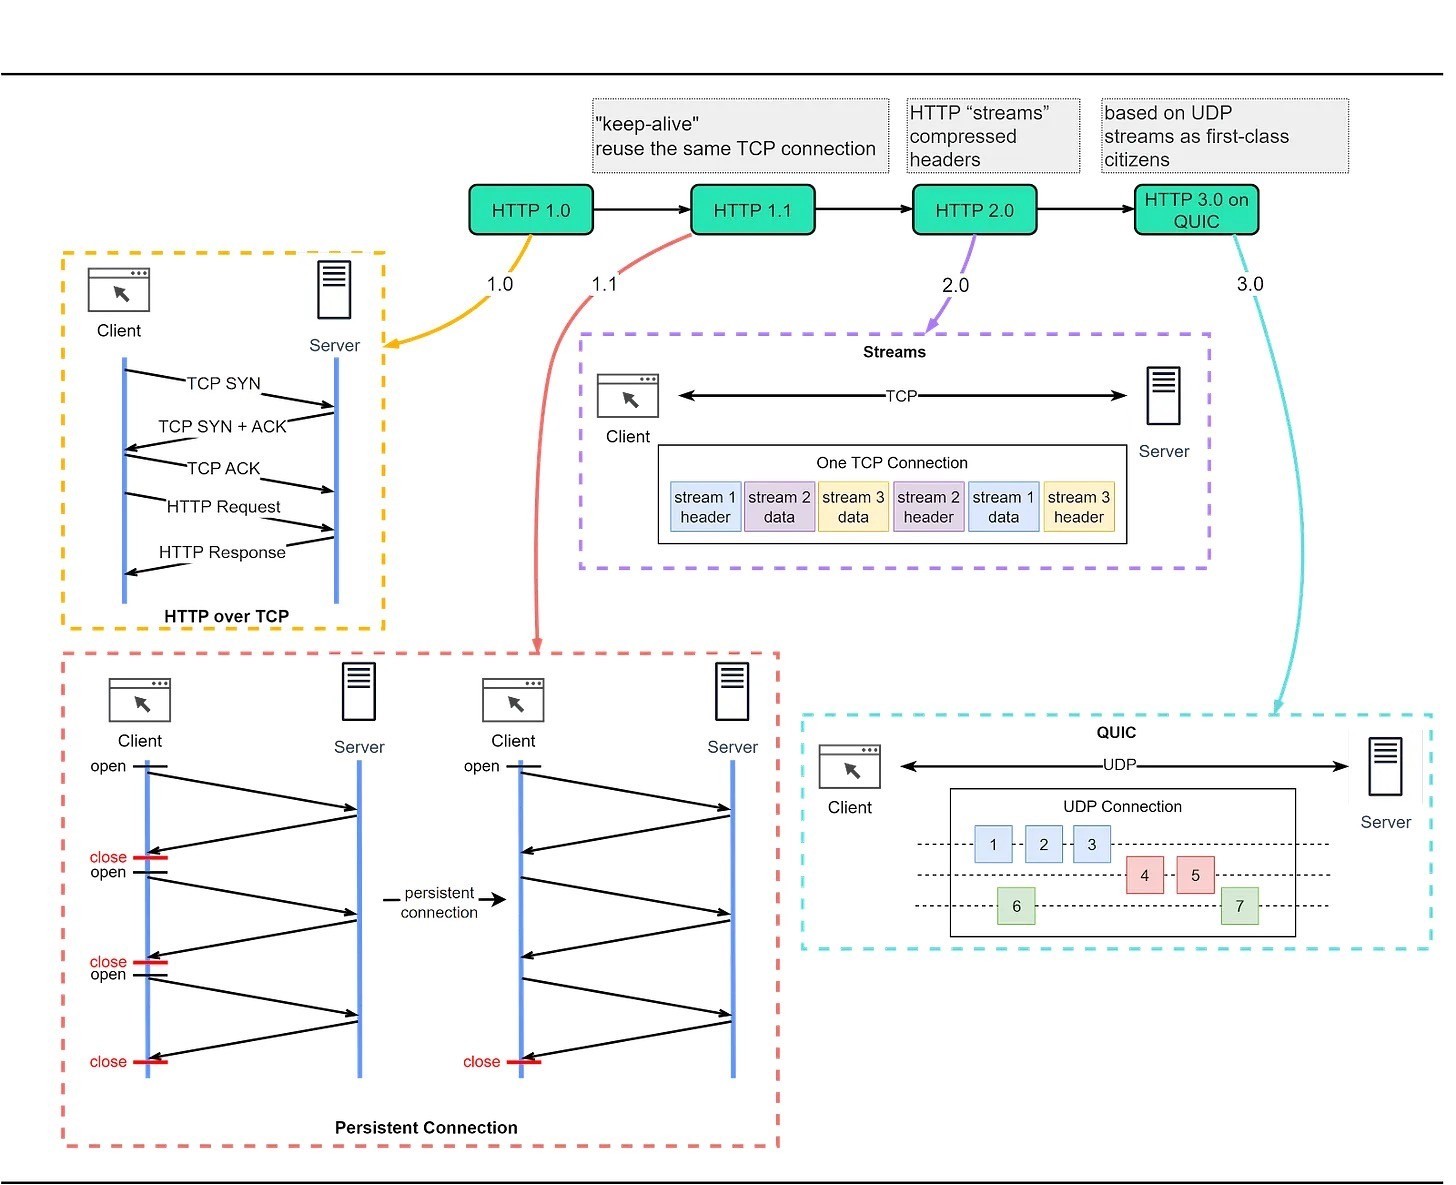 "keep-alive"
reuse the same TCP connection
HTTP “streams”
compressed
headers
based on UDP
streams as first-class
citizens
HTTP 1.0
HTTP 1.1
HTTP 2.0
HTTP 3.0 on
QUIC
1.0
1.1
2.0
3.0
Client
Server
TCP SYN
TCP SYN + ACK
TCP ACK
HTTP Request
HTTP Response
HTTP over TCP
Streams
Client
TCP
Server
One TCP Connection
stream 1
header
stream 2
data
stream 3
data
stream 2
header
stream 1
data
stream 3
header
Client
Server
open
close
open
close
open
close
persistent
connection
Client
Server
open
close
Persistent Connection
QUIC
Client
UDP
Server
UDP Connection
1 2 3
4 5
6 7